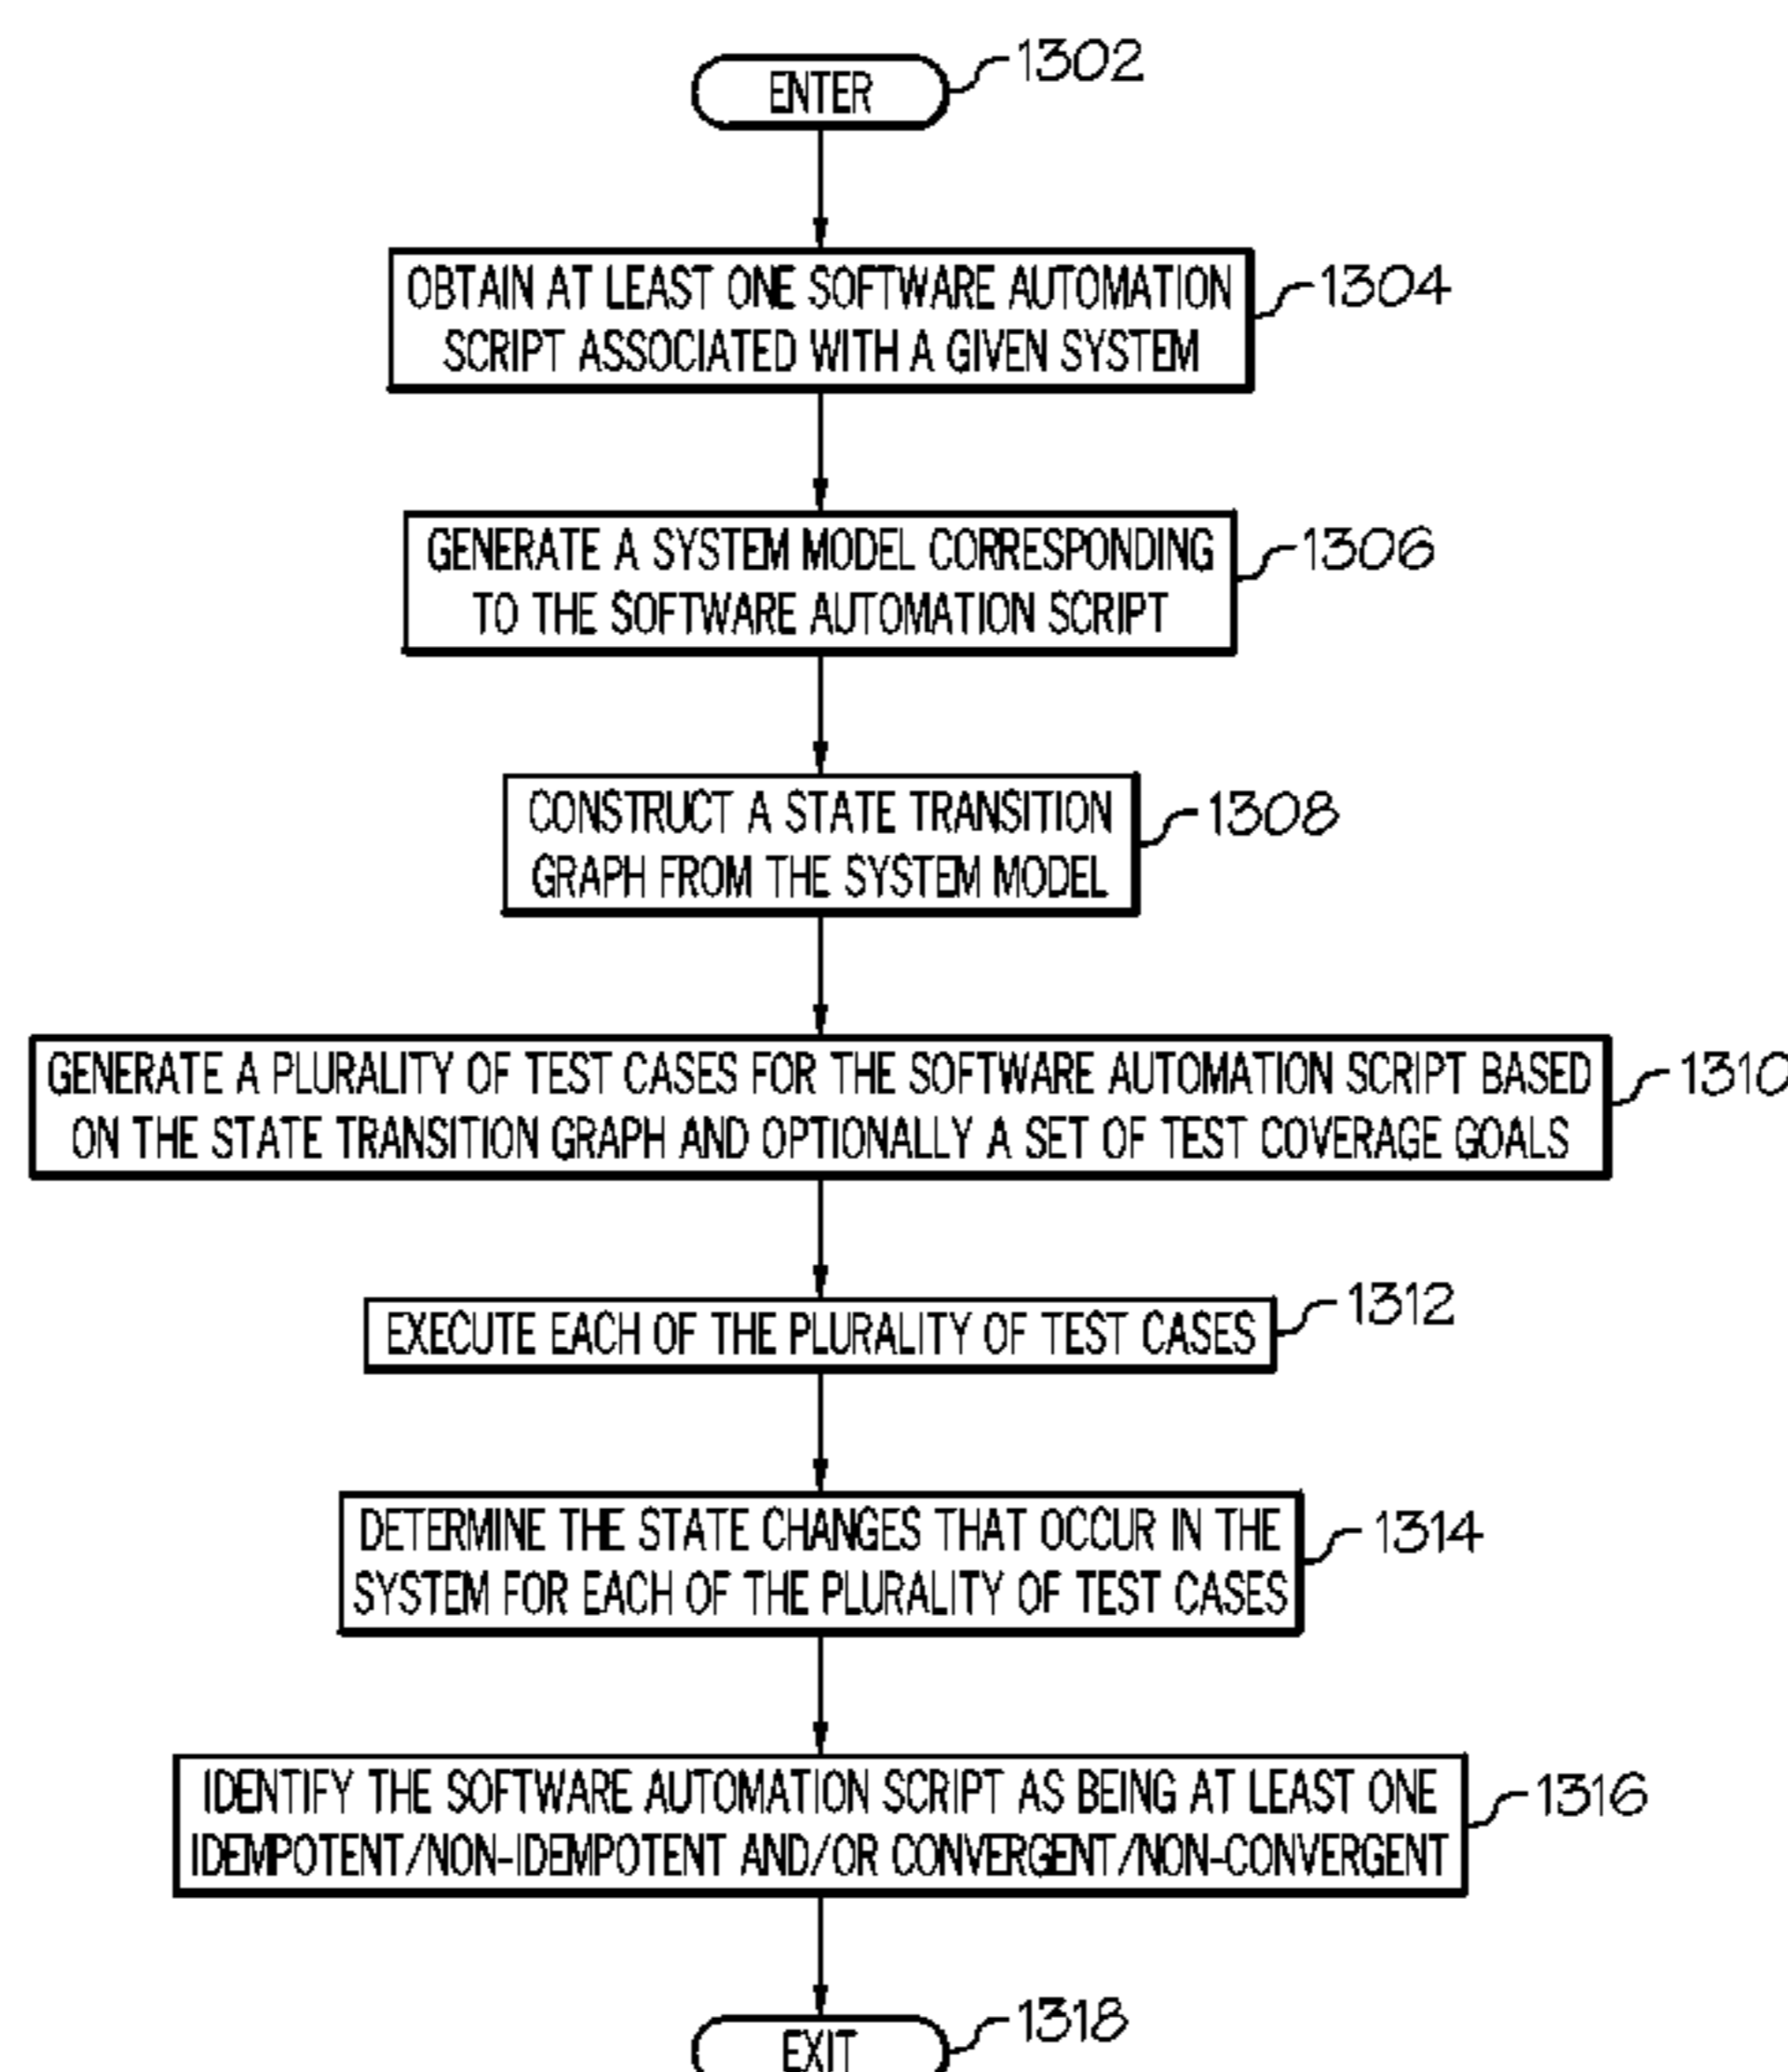 ENTER
1302
OBTAIN AT LEAST ONE SOFTWARE AUTOMATION
SCRIPT ASSOCIATED WITH A GIVEN SYSTEM
1304
GENERATE A SYSTEM MODEL CORRESPONDING
TO THE SOFTWARE AUTOMATION SCRIPT
1306
CONSTRUCT A STATE TRANSITION
GRAPH FROM THE SYSTEM MODEL
1308
GENERATE A PLURALITY OF TEST CASES FOR THE SOFTWARE AUTOMATION SCRIPT BASED
ON THE STATE TRANSITION GRAPH AND OPTIONALLY A SET OF TEST COVERAGE GOALS
1310
EXECUTE EACH OF THE PLURALITY OF TEST CASES
1312
DETERMINE THE STATE CHANGES THAT OCCUR IN THE
SYSTEM FOR EACH OF THE PLURALITY OF TEST CASES
1314
IDENTIFY THE SOFTWARE AUTOMATION SCRIPT AS BEING AT LEAST ONE
IDEMPOTENT/NON-IDEMPOTENT AND/OR CONVERGENT/NON-CONVERGENT
1316
EXIT
1318